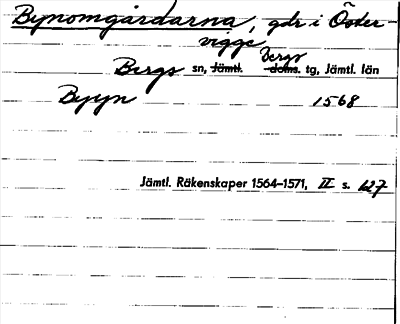 Bynomgårdarna, gdr i Öster-
vigge
Bergs sn, Jämtl. Bergs doms. tg, Jämtl. län
Byyn 1568
Jämtl. Räkenskaper 1564–1571, II s. 127